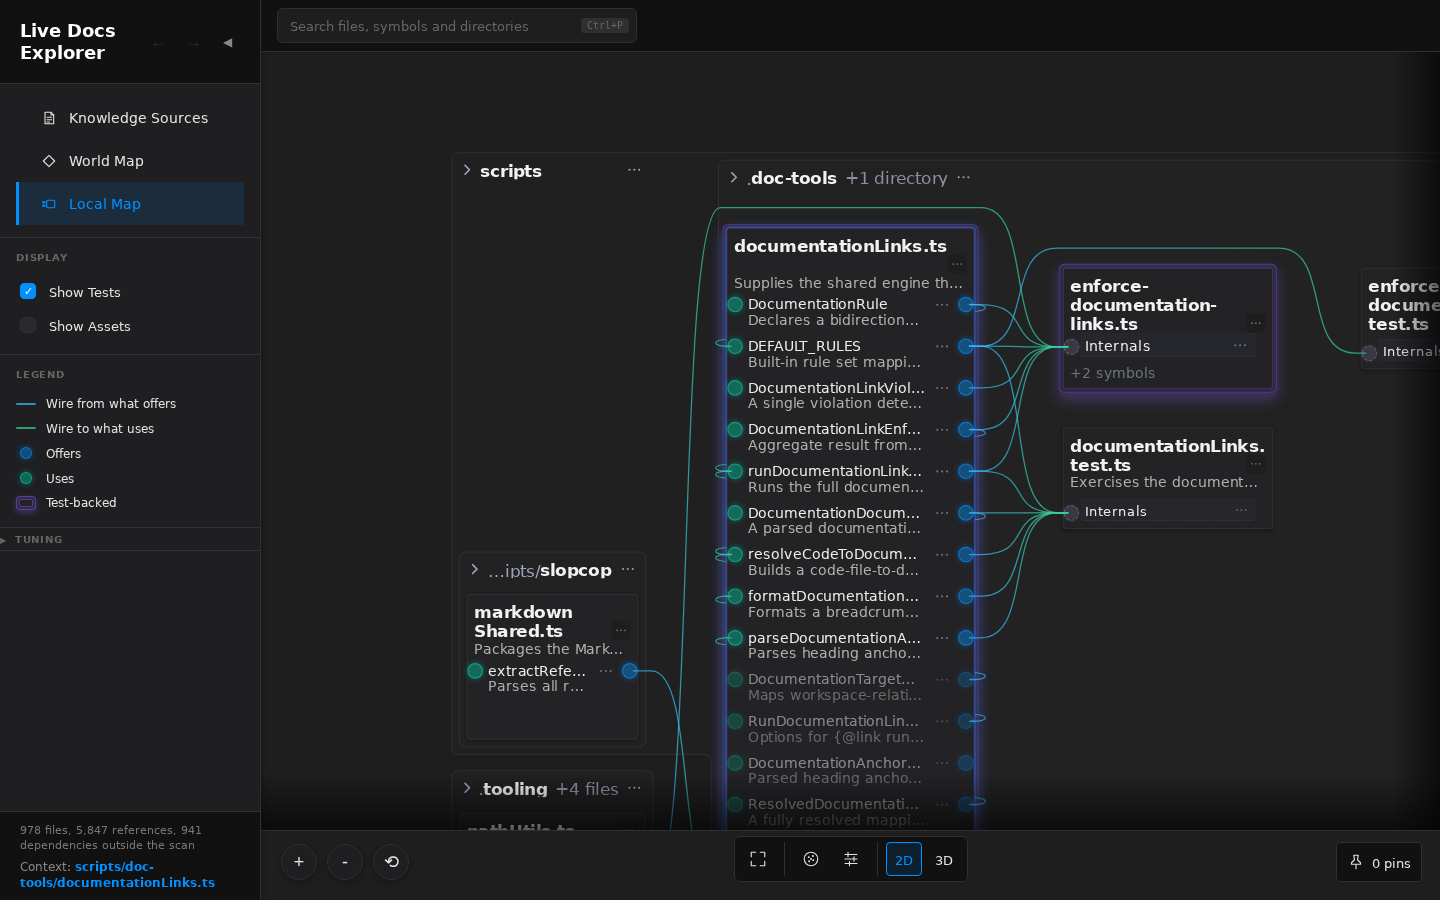 Live Docs
Explorer
← → ◀
Search files, symbols and directories
Ctrl+P
Knowledge Sources
World Map
Local Map
DISPLAY
✓ Show Tests
Show Assets
LEGEND
Wire from what offers
Wire to what uses
Offers
Uses
Test-backed
▶ TUNING
978 files, 5,847 references, 941
dependencies outside the scan
Context: scripts/doc-
tools/documentationLinks.ts
scripts ···
…ipts/slopcop ···
markdown
Shared.ts ···
Packages the Mark…
extractRefe… ···
Parses all r…
.tooling +4 files ···
pathUtils.ts
.doc-tools +1 directory ···
documentationLinks.ts
···
Supplies the shared engine th…
DocumentationRule ···
Declares a bidirection…
DEFAULT_RULES ···
Built-in rule set mappi…
DocumentationLinkViol… ···
A single violation dete…
DocumentationLinkEnf… ···
Aggregate result from…
runDocumentationLink… ···
Runs the full documen…
DocumentationDocum… ···
A parsed documentati…
resolveCodeToDocum… ···
Builds a code-file-to-d…
formatDocumentation… ···
Formats a breadcrum…
parseDocumentationA… ···
Parses heading ancho…
DocumentationTarget… ···
Maps workspace-relati…
RunDocumentationLin… ···
Options for {@link run…
DocumentationAnchor… ···
Parsed heading ancho…
ResolvedDocumentati… ···
A fully resolved mappi…
enforce-
documentation-
links.ts ···
Internals ···
+2 symbols
documentationLinks.
test.ts ···
Exercises the document…
Internals ···
enforce
docume
test.ts
Internals
+
-
⟲
2D
3D
0 pins